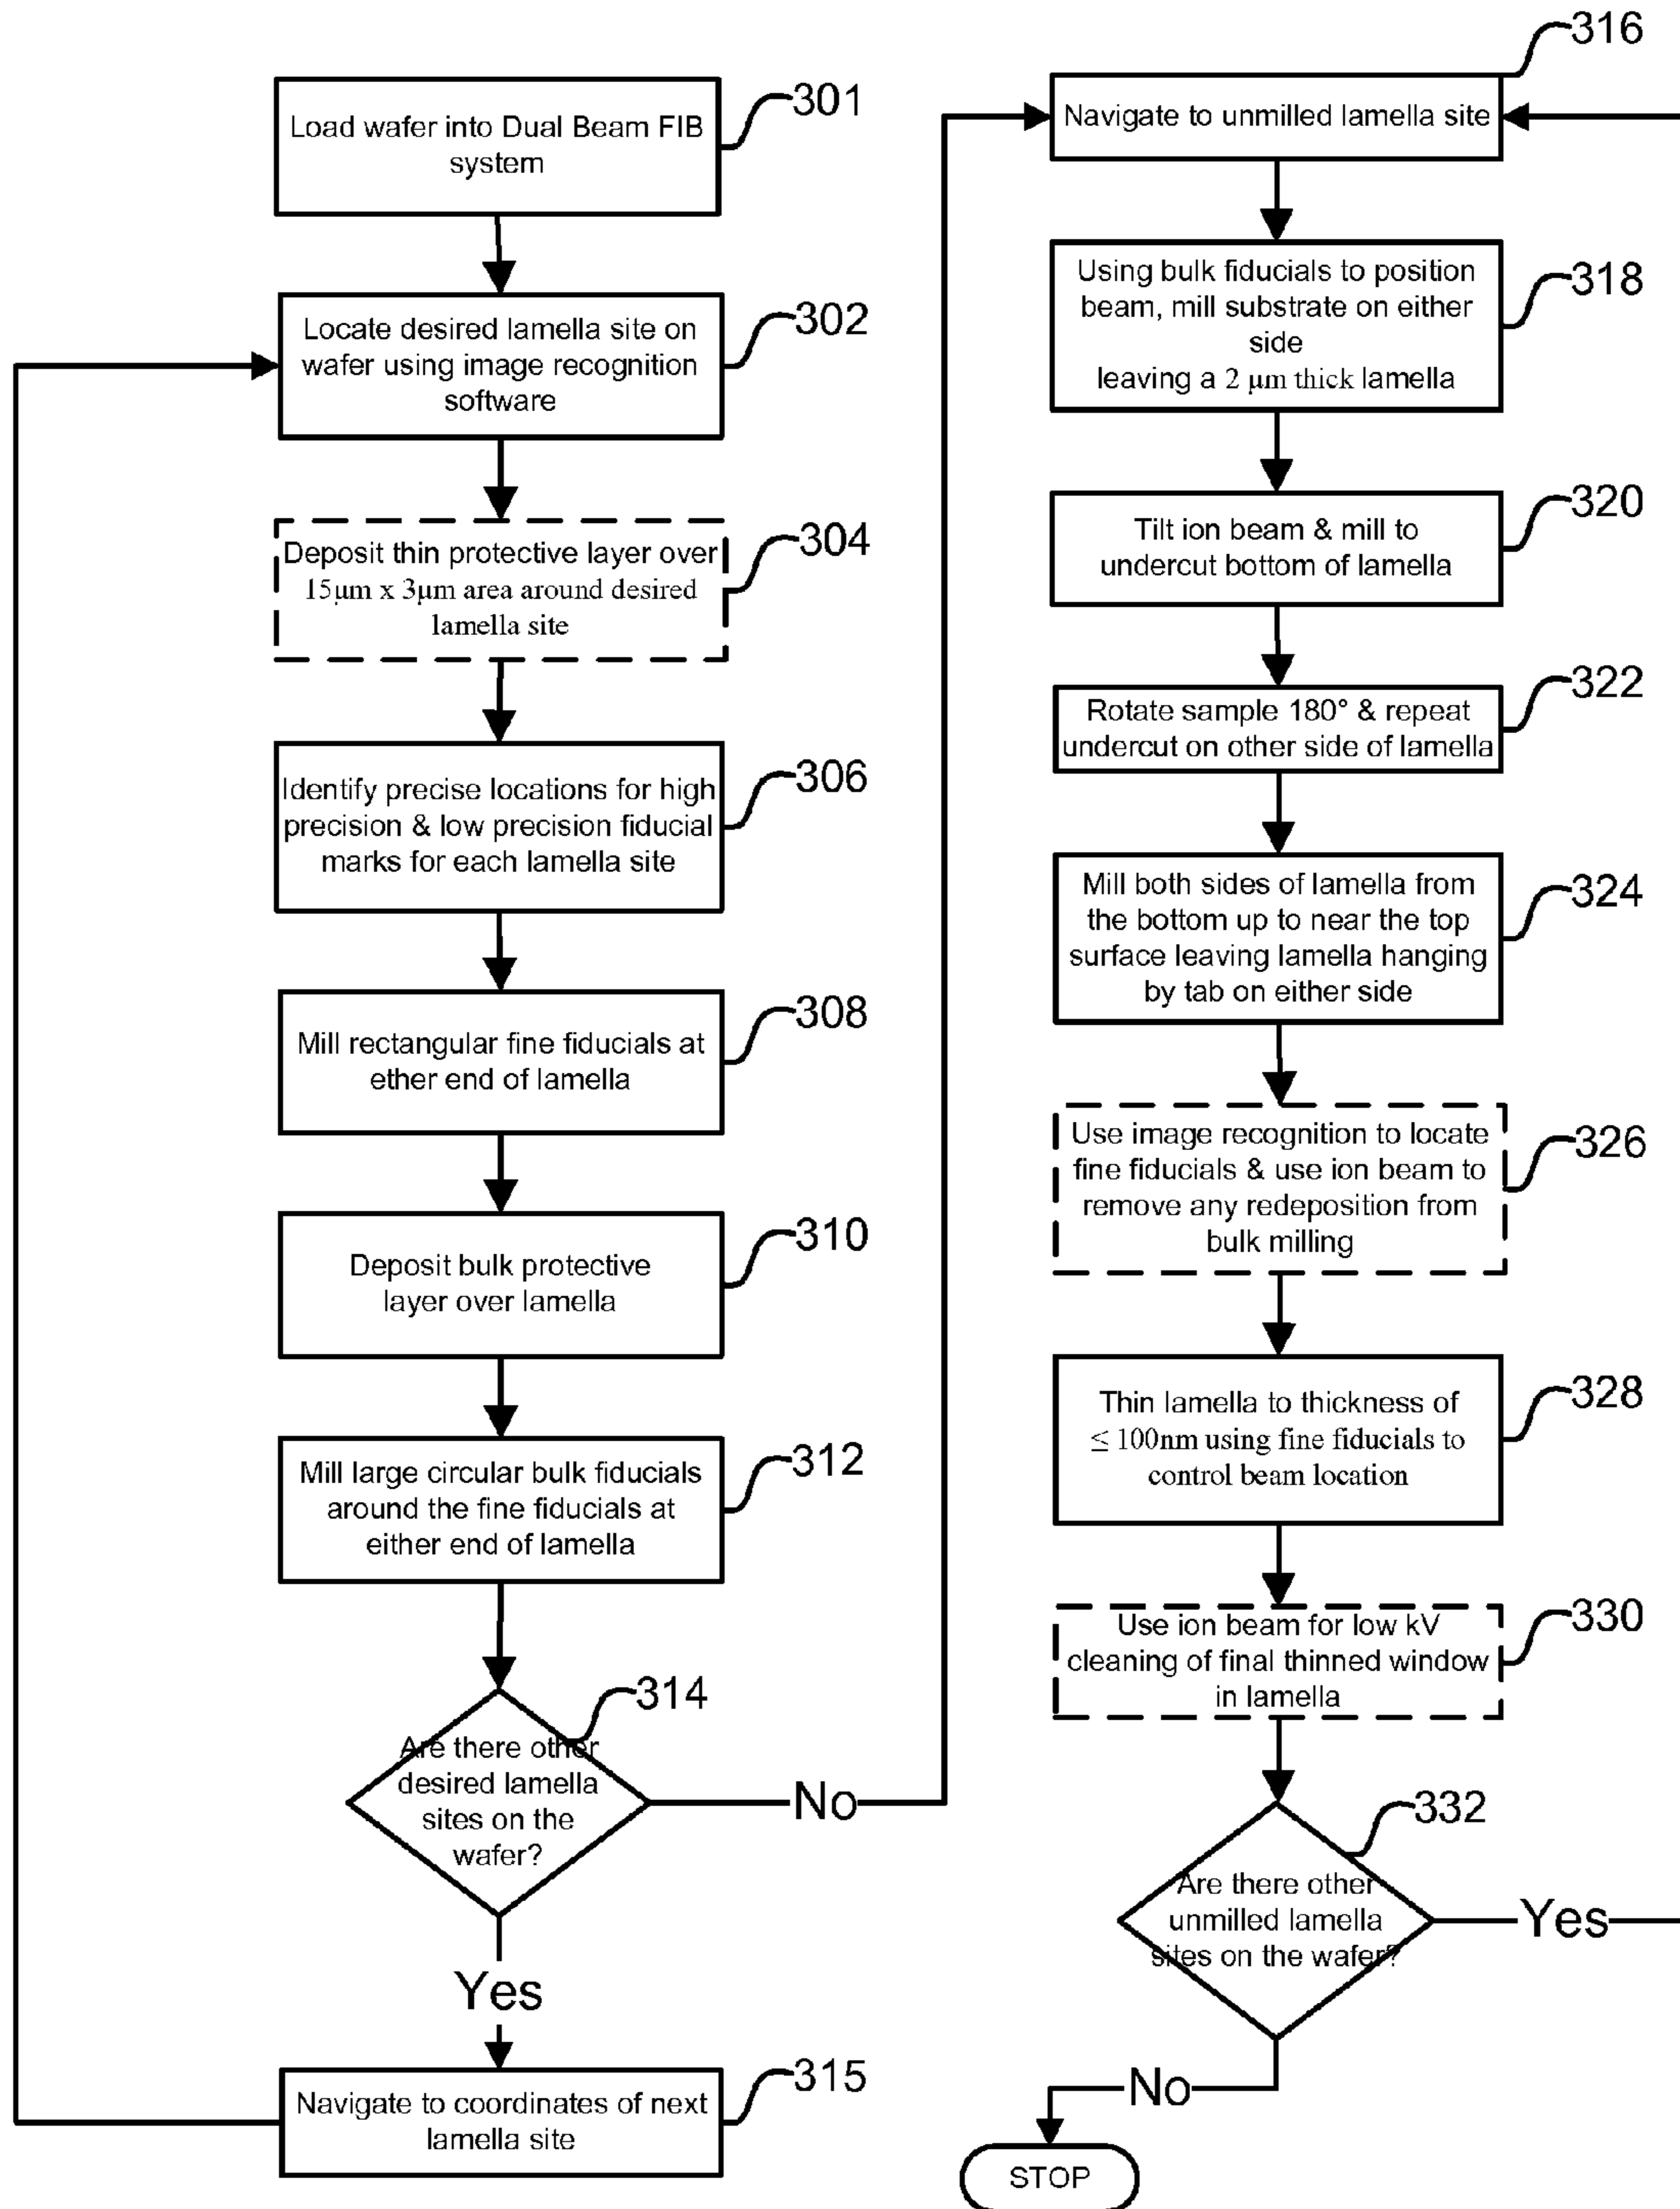 301
Load wafer into Dual Beam FIB
system
302
Locate desired lamella site on
wafer using image recognition
software
304
Deposit thin protective layer over
15μm x 3μm area around desired
lamella site
306
Identify precise locations for high
precision & low precision fiducial
marks for each lamella site
308
Mill rectangular fine fiducials at
ether end of lamella
310
Deposit bulk protective
layer over lamella
312
Mill large circular bulk fiducials
around the fine fiducials at
either end of lamella
314
Are there other
desired lamella
sites on the
wafer?
No
Yes
315
Navigate to coordinates of next
lamella site
316
Navigate to unmilled lamella site
318
Using bulk fiducials to position
beam, mill substrate on either
side
leaving a 2 μm thick lamella
320
Tilt ion beam & mill to
undercut bottom of lamella
322
Rotate sample 180° & repeat
undercut on other side of lamella
324
Mill both sides of lamella from
the bottom up to near the top
surface leaving lamella hanging
by tab on either side
326
Use image recognition to locate
fine fiducials & use ion beam to
remove any redeposition from
bulk milling
328
Thin lamella to thickness of
≤ 100nm using fine fiducials to
control beam location
330
Use ion beam for low kV
cleaning of final thinned window
in lamella
332
Are there other
unmilled lamella
sites on the wafer?
Yes
No
STOP